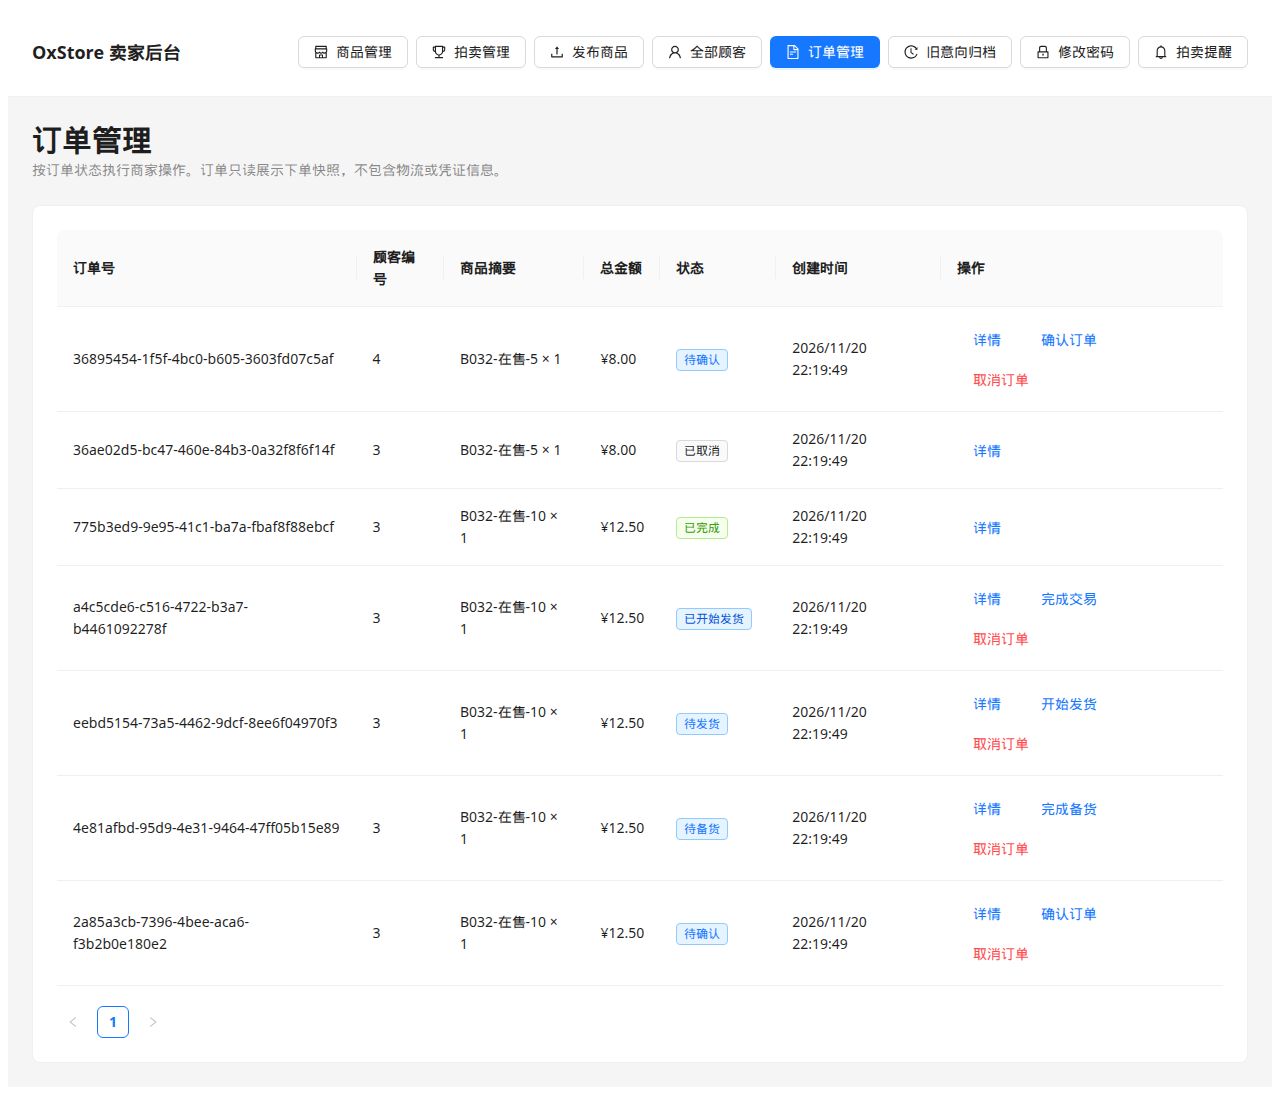 OxStore 卖家后台
商品管理
拍卖管理
发布商品
全部顾客
订单管理
旧意向归档
修改密码
拍卖提醒
订单管理
按订单状态执行商家操作。订单只读展示下单快照，不包含物流或凭证信息。
订单号
顾客编
号
商品摘要
总金额
状态
创建时间
操作
36895454-1f5f-4bc0-b605-3603fd07c5af
4
B032-在售-5 × 1
¥8.00
待确认
2026/11/20
22:19:49
详情
确认订单
取消订单
36ae02d5-bc47-460e-84b3-0a32f8f6f14f
3
B032-在售-5 × 1
¥8.00
已取消
2026/11/20
22:19:49
详情
775b3ed9-9e95-41c1-ba7a-fbaf8f88ebcf
3
B032-在售-10 ×
1
¥12.50
已完成
2026/11/20
22:19:49
详情
a4c5cde6-c516-4722-b3a7-
b4461092278f
3
B032-在售-10 ×
1
¥12.50
已开始发货
2026/11/20
22:19:49
详情
完成交易
取消订单
eebd5154-73a5-4462-9dcf-8ee6f04970f3
3
B032-在售-10 ×
1
¥12.50
待发货
2026/11/20
22:19:49
详情
开始发货
取消订单
4e81afbd-95d9-4e31-9464-47ff05b15e89
3
B032-在售-10 ×
1
¥12.50
待备货
2026/11/20
22:19:49
详情
完成备货
取消订单
2a85a3cb-7396-4bee-aca6-
f3b2b0e180e2
3
B032-在售-10 ×
1
¥12.50
待确认
2026/11/20
22:19:49
详情
确认订单
取消订单
1